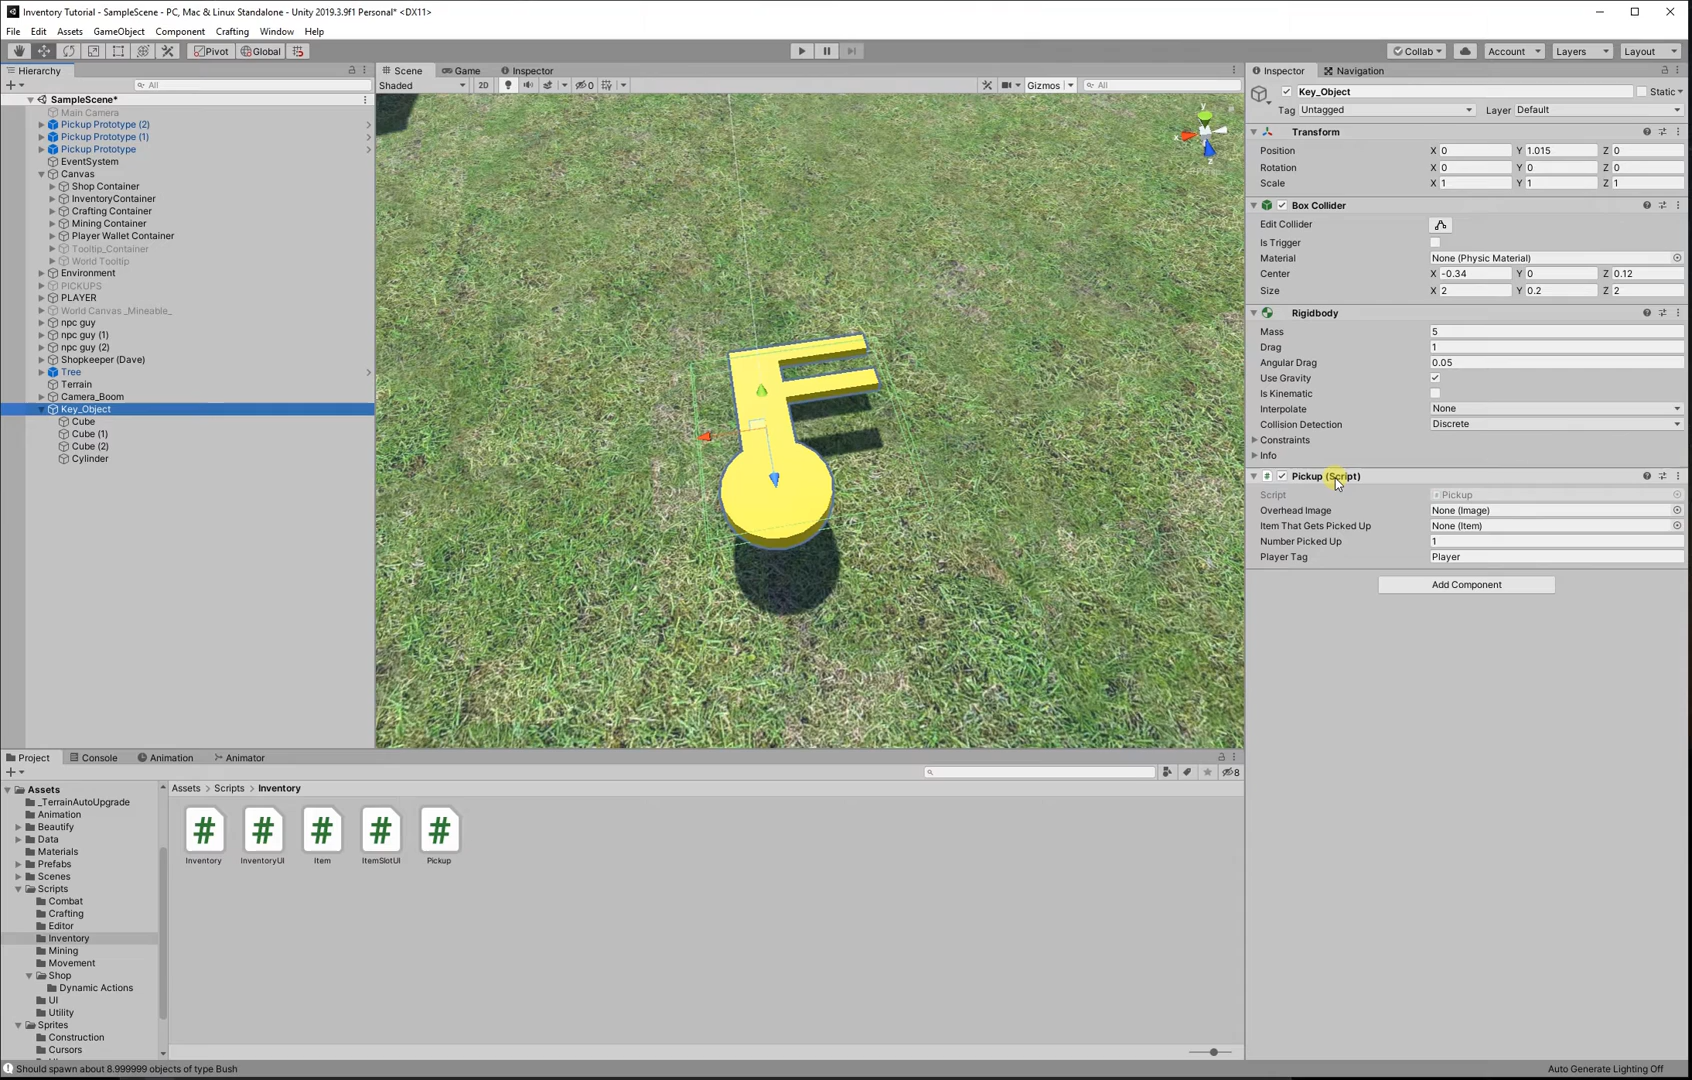 Inventory Tutorial - SampleScene - PC, Mac & Linux Standalone - Unity 2019.3.9f1 Personal* <DX11>
File Edit Assets GameObject Component Crafting Window Help
Pivot Global Collab Account Layers Layout
Hierarchy
All
SampleScene*
Main Camera
Pickup Prototype (2)
Pickup Prototype (1)
Pickup Prototype
EventSystem
Canvas
Shop Container
InventoryContainer
Crafting Container
Mining Container
Player Wallet Container
Tooltip_Container
World Tooltip
Environment
PICKUPS
PLAYER
World Canvas _Mineable_
npc guy
npc guy (1)
npc guy (2)
Shopkeeper (Dave)
Tree
Terrain
Camera_Boom
Key_Object
Cube
Cube (1)
Cube (2)
Cylinder
Scene Game Inspector
Shaded 2D 0 Gizmos All
y
x
z
Inspector Navigation
Key_Object Static
Tag Untagged Layer Default
Transform
Position X 0 Y 1.015 Z 0
Rotation X 0 Y 0 Z 0
Scale X 1 Y 1 Z 1
Box Collider
Edit Collider
Is Trigger
Material None (Physic Material)
Center X -0.34 Y 0 Z 0.12
Size X 2 Y 0.2 Z 2
Rigidbody
Mass 5
Drag 1
Angular Drag 0.05
Use Gravity
Is Kinematic
Interpolate None
Collision Detection Discrete
Constraints
Info
# Pickup (Script)
Script Pickup
Overhead Image None (Image)
Item That Gets Picked Up None (Item)
Number Picked Up 1
Player Tag Player
Add Component
Project Console Animation Animator
8
Assets
_TerrainAutoUpgrade
Animation
Beautify
Data
Materials
Prefabs
Scenes
Scripts
Combat
Crafting
Editor
Inventory
Mining
Movement
Shop
Dynamic Actions
UI
Utility
Sprites
Construction
Cursors
Assets > Scripts > Inventory
# # # # #
Inventory InventoryUI Item ItemSlotUI Pickup
Should spawn about 8.999999 objects of type Bush
Auto Generate Lighting Off